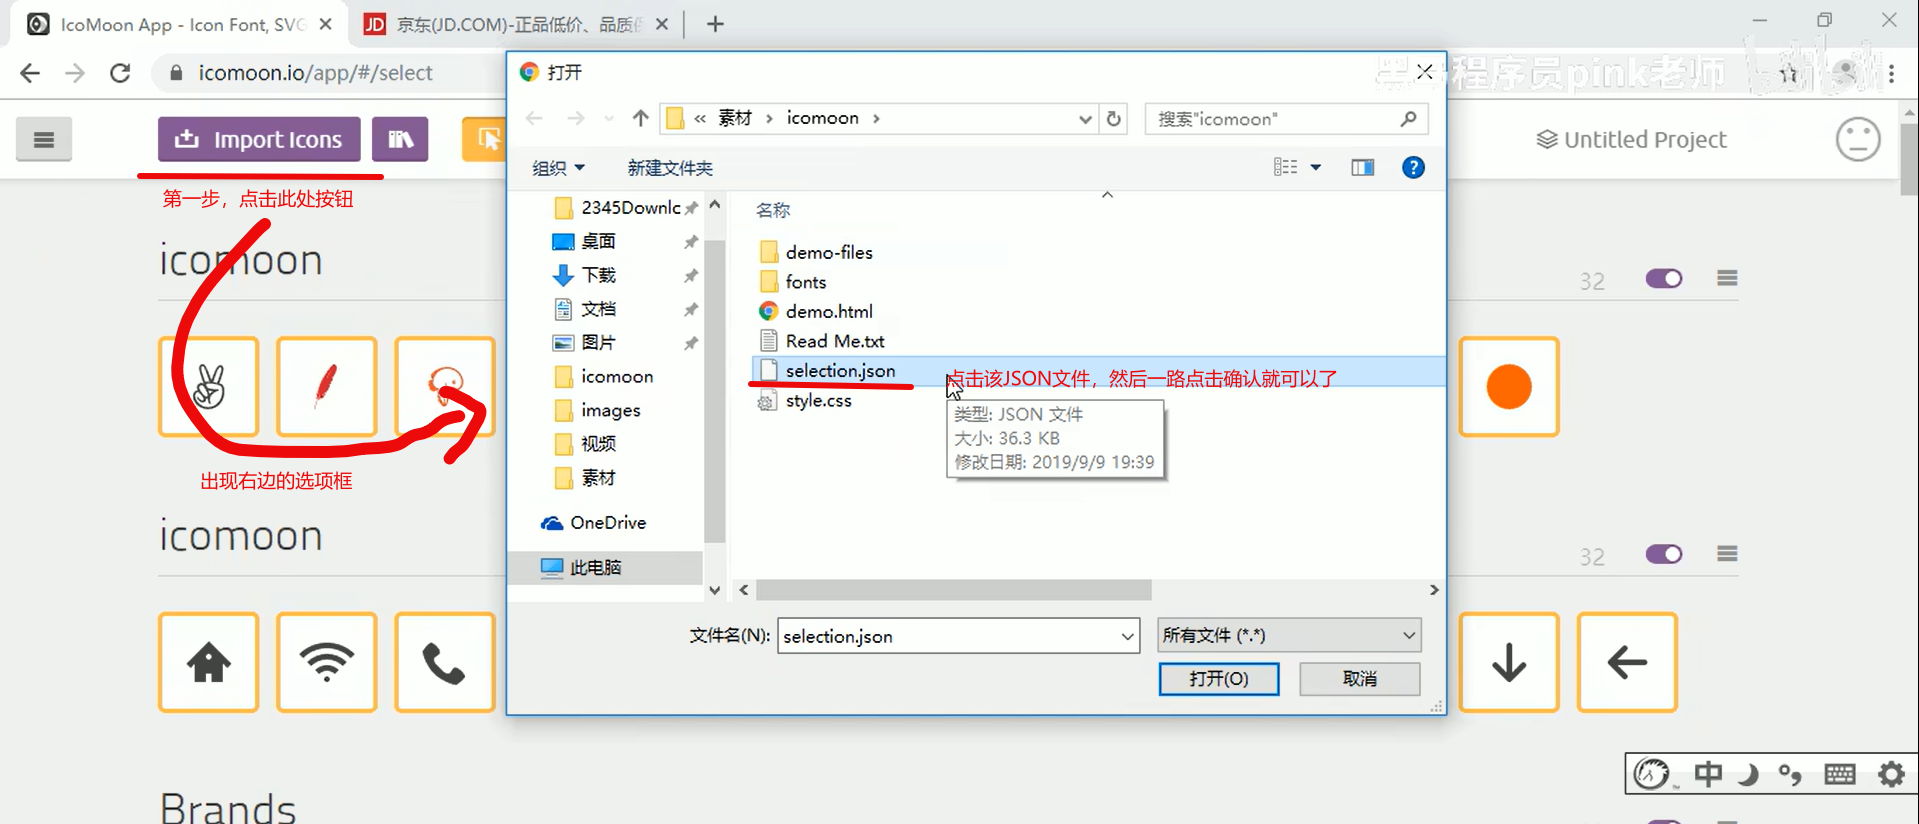 IcoMoon App - Icon Font, SVG
JD 京东(JD.COM)-正品低价、品质
icomoon.io/app/#/select
程序员pink老师
打开
素材 › icomoon ›
搜索"icomoon"
Import Icons
Untitled Project
第一步，点击此处按钮
组织
新建文件夹
名称
2345Downlc
桌面
下载
文档
图片
icomoon
images
视频
素材
OneDrive
此电脑
demo-files
fonts
demo.html
Read Me.txt
selection.json
style.css
点击该JSON文件，然后一路点击确认就可以了
类型: JSON 文件
大小: 36.3 KB
修改日期: 2019/9/9 19:39
icomoon
32
出现右边的选项框
icomoon
32
文件名(N):
selection.json
所有文件 (*.*)
打开(O)
取消
Brands
中